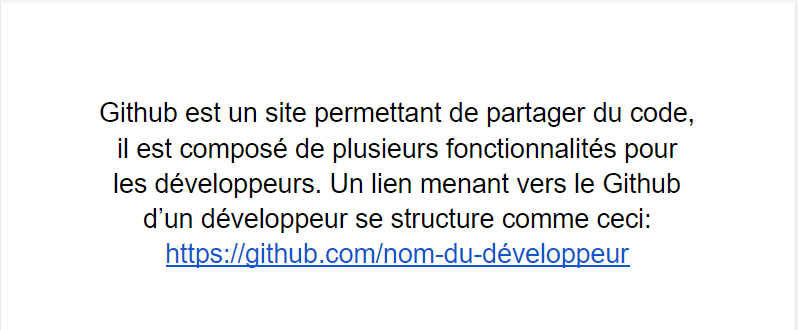 Github est un site permettant de partager du code,
il est composé de plusieurs fonctionnalités pour
les développeurs. Un lien menant vers le Github
d’un développeur se structure comme ceci:
https://github.com/nom-du-développeur